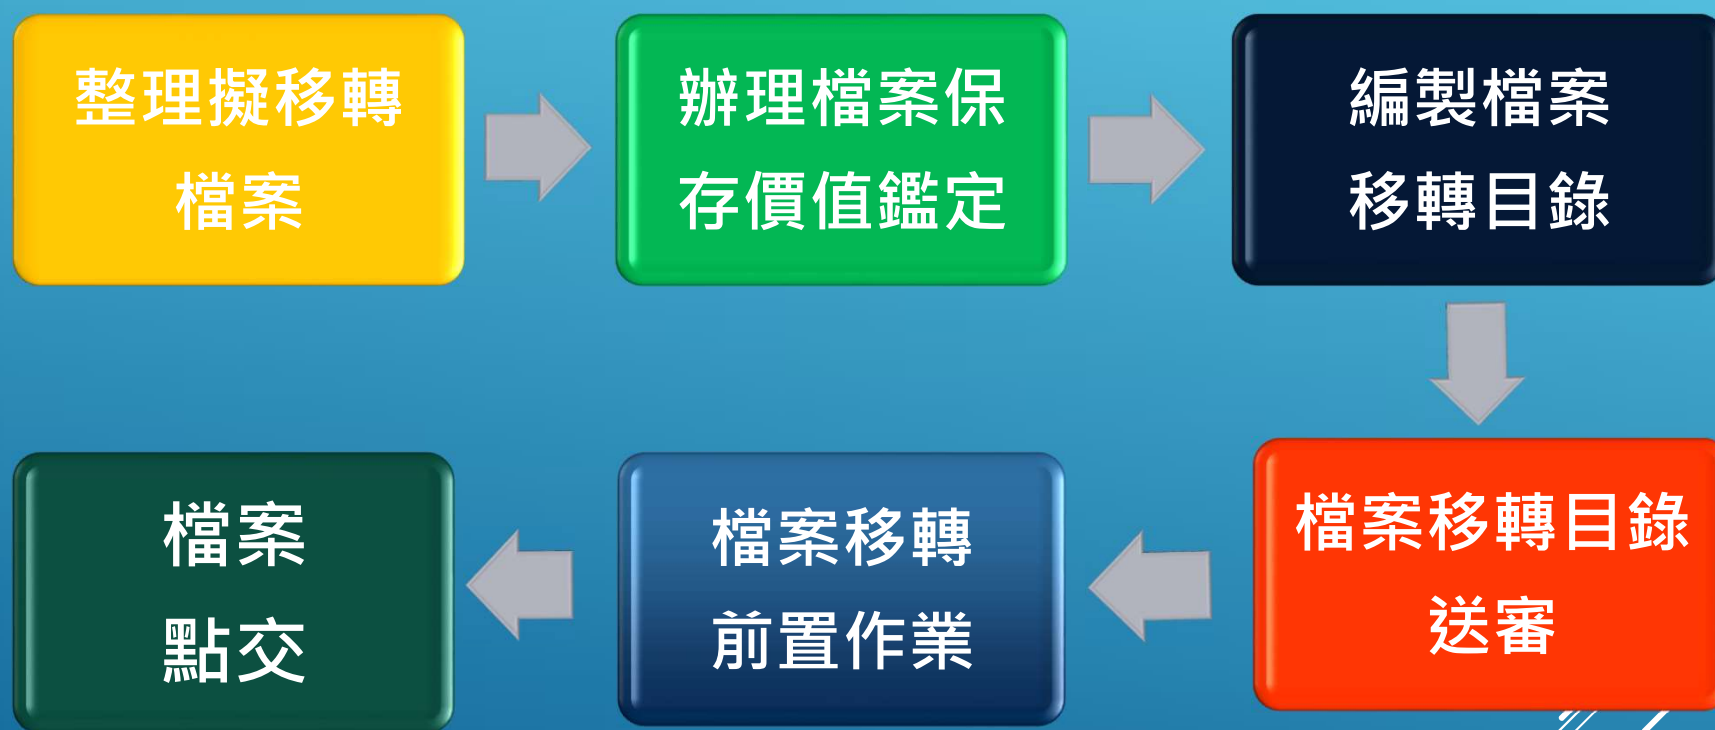 整理擬移轉
檔案
辦理檔案保
存價值鑑定
編製檔案
移轉目錄
檔案移轉目錄
送審
檔案移轉
前置作業
檔案
點交